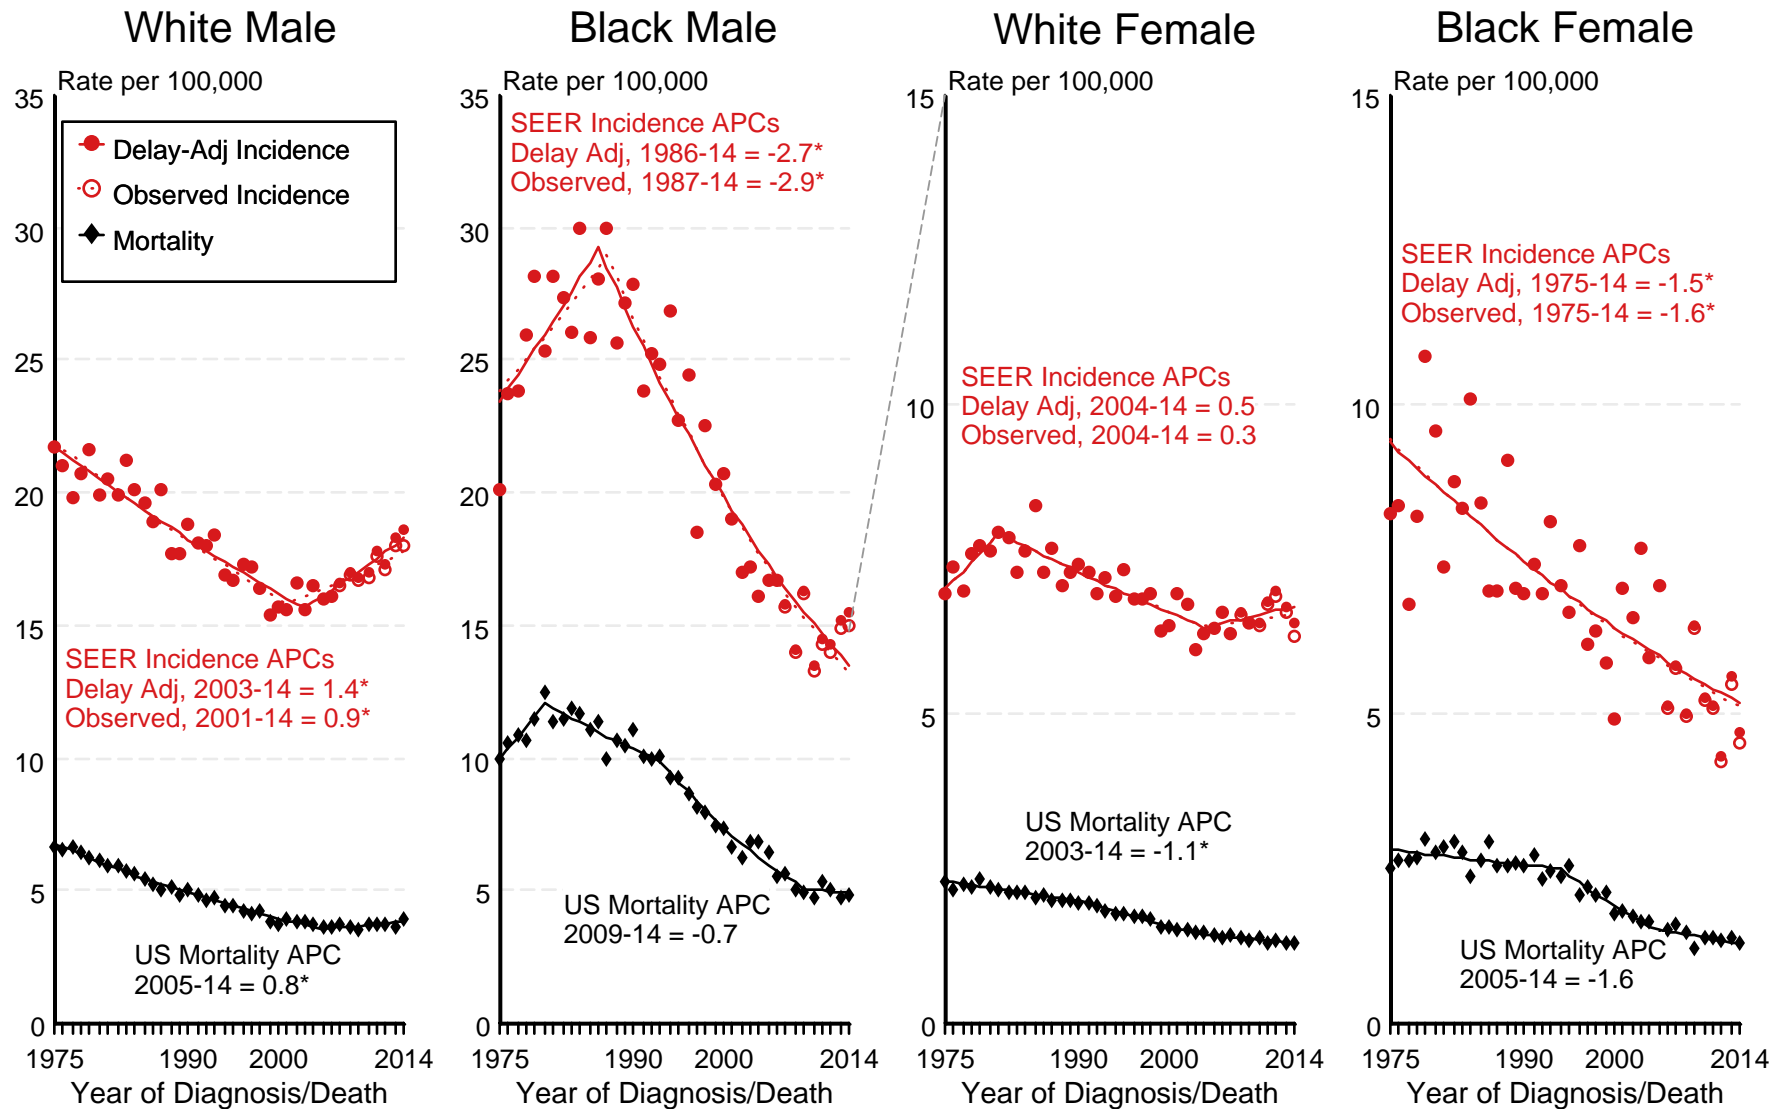 White Male
Rate per 100,000
35
30
25
20
15
10
5
0
Delay-Adj Incidence
Observed Incidence
Mortality
SEER Incidence APCs
Delay Adj, 2003-14 = 1.4*
Observed, 2001-14 = 0.9*
US Mortality APC
2005-14 = 0.8*
1975 1990 2000 2014
Year of Diagnosis/Death
Black Male
Rate per 100,000
35
30
25
20
15
10
5
0
SEER Incidence APCs
Delay Adj, 1986-14 = -2.7*
Observed, 1987-14 = -2.9*
US Mortality APC
2009-14 = -0.7
1975 1990 2000 2014
Year of Diagnosis/Death
White Female
Rate per 100,000
15
10
5
0
SEER Incidence APCs
Delay Adj, 2004-14 = 0.5
Observed, 2004-14 = 0.3
US Mortality APC
2003-14 = -1.1*
1975 1990 2000 2014
Year of Diagnosis/Death
Black Female
Rate per 100,000
15
10
5
0
SEER Incidence APCs
Delay Adj, 1975-14 = -1.5*
Observed, 1975-14 = -1.6*
US Mortality APC
2005-14 = -1.6
1975 1990 2000 2014
Year of Diagnosis/Death